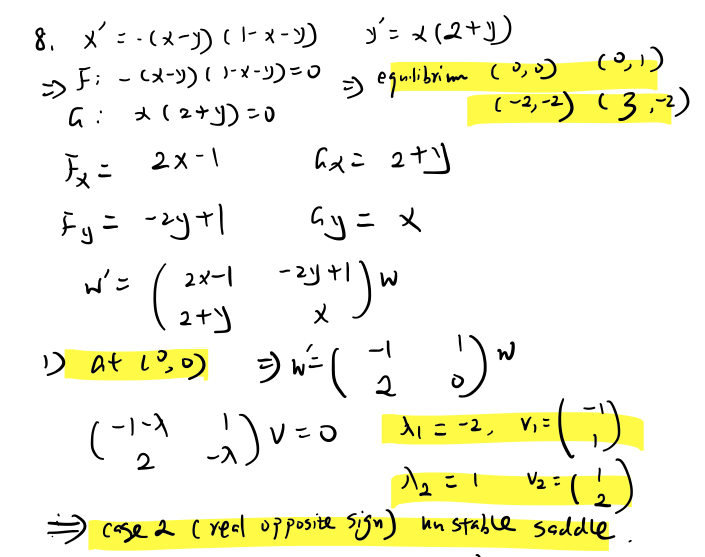 8. x' = -(x-y)(1-x-y)   y' = x(2+y)
⇒ F: -(x-y)(1-x-y)=0   ⇒ equilibrium (0,0) (0,1)
G: x(2+y)=0   (-2,-2) (3,-2)
Fx = 2x-1   Gx = 2+y
Fy = -2y+1   Gy = x
w' = ( 2x-1   -2y+1 ) w
( 2+y   x )
1) at (0,0) ⇒ w' = ( -1   1 ) w
( 2   0 )
( -1-λ   1 ) v = 0   λ1 = -2, v1 = ( -1 )
( 2   -λ )   ( 1 )
λ2 = 1   v2 = ( 1 )
( 2 )
⇒ case 2 (real opposite sign) unstable saddle.